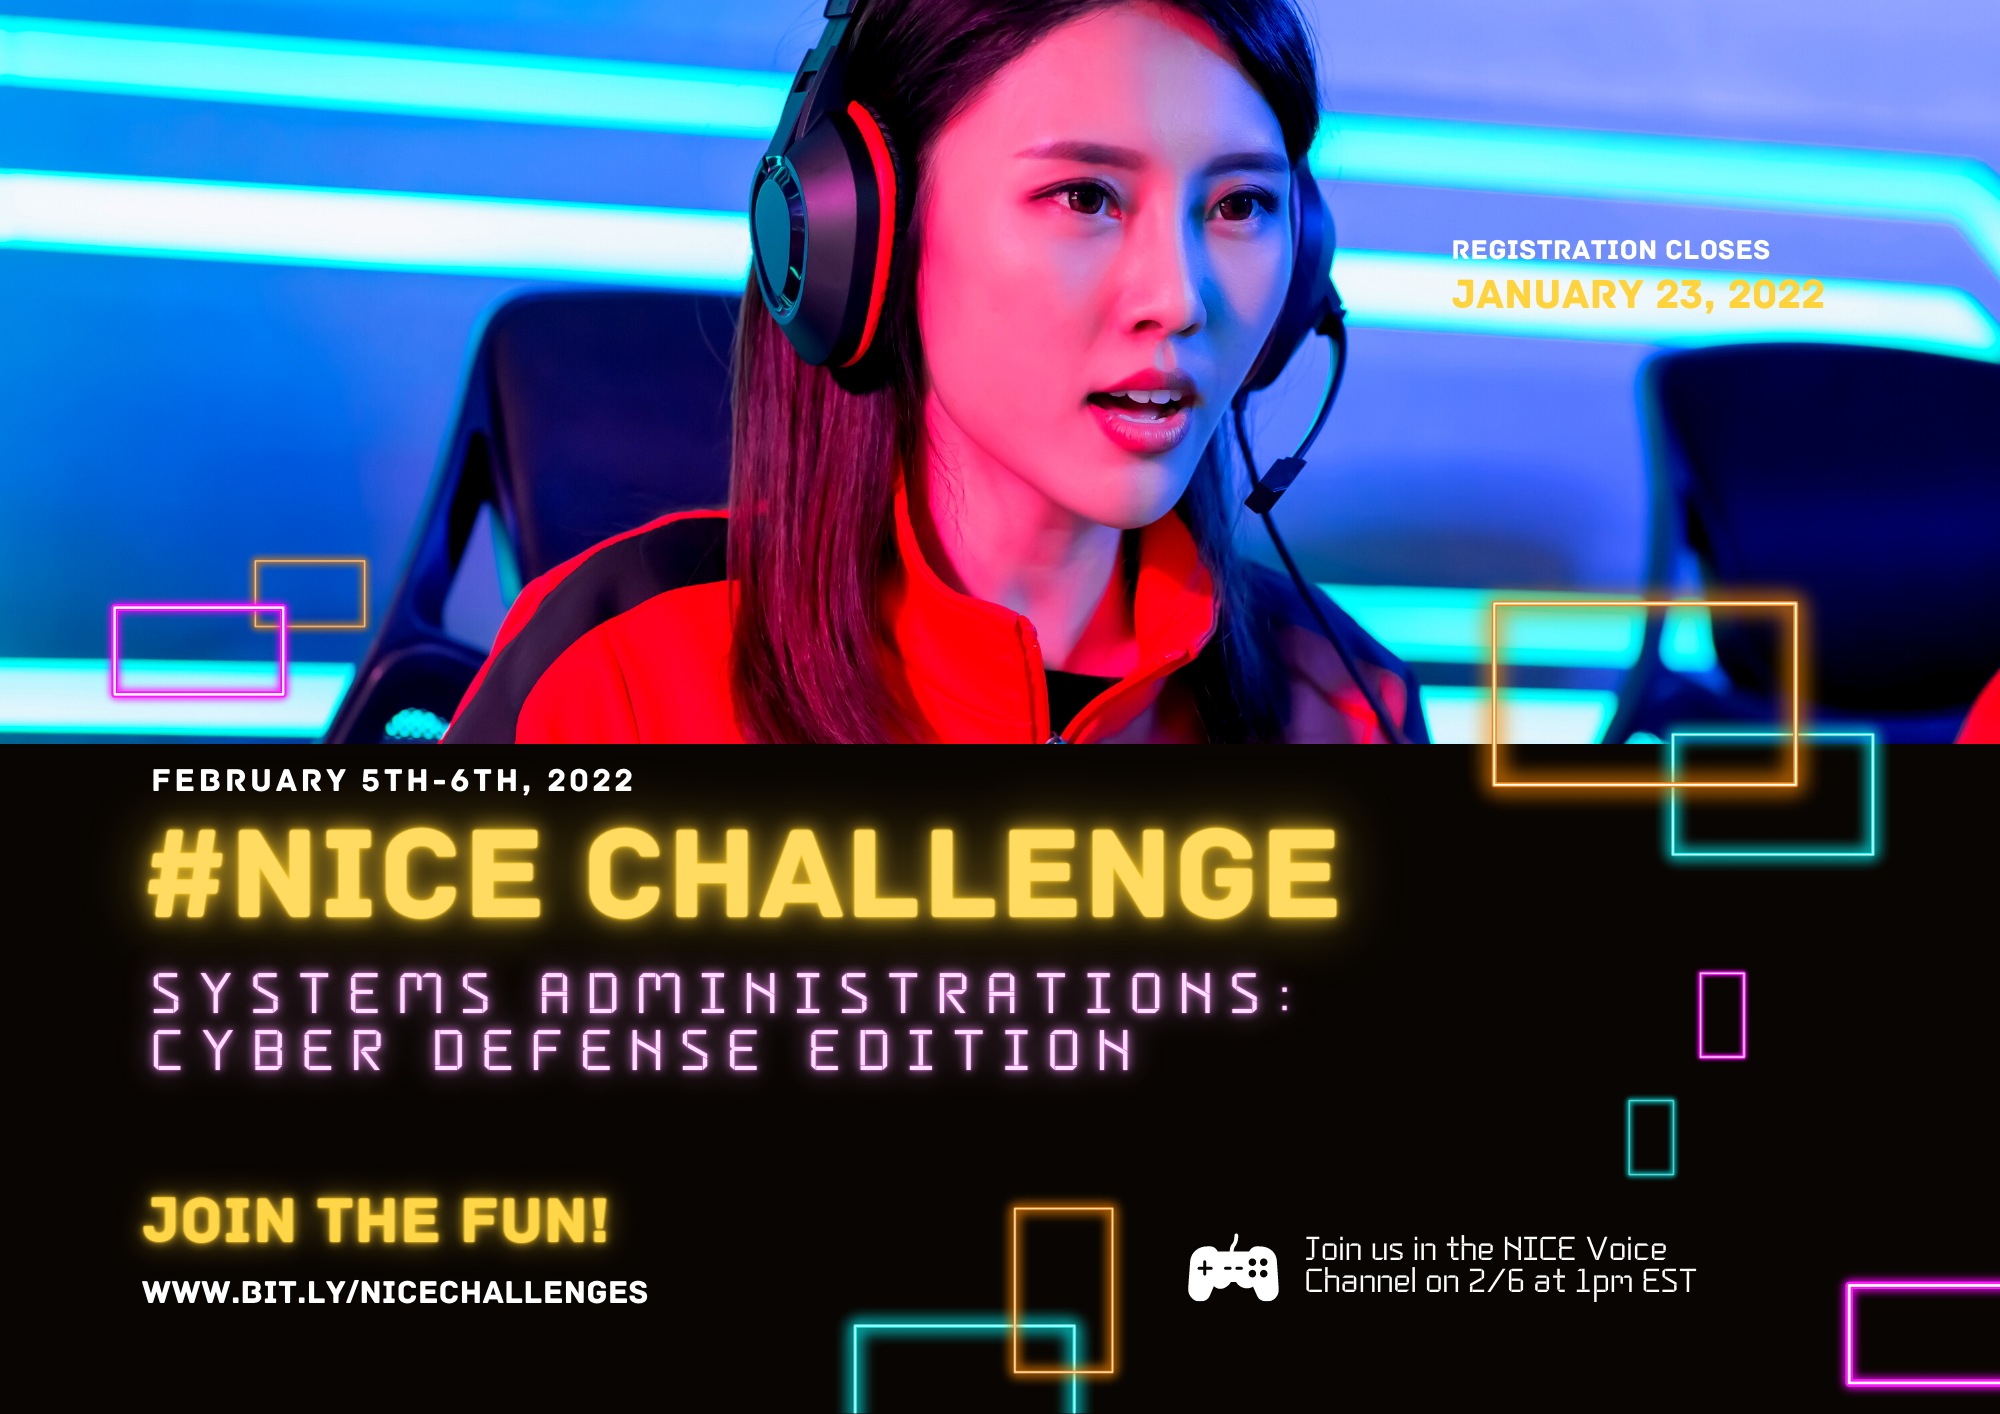 REGISTRATION CLOSES
JANUARY 23, 2022
FEBRUARY 5TH-6TH, 2022
#NICE CHALLENGE
SYSTEMS ADMINISTRATIONS:
CYBER DEFENSE EDITION
JOIN THE FUN!
WWW.BIT.LY/NICECHALLENGES
Join us in the NICE Voice
Channel on 2/6 at 1pm EST